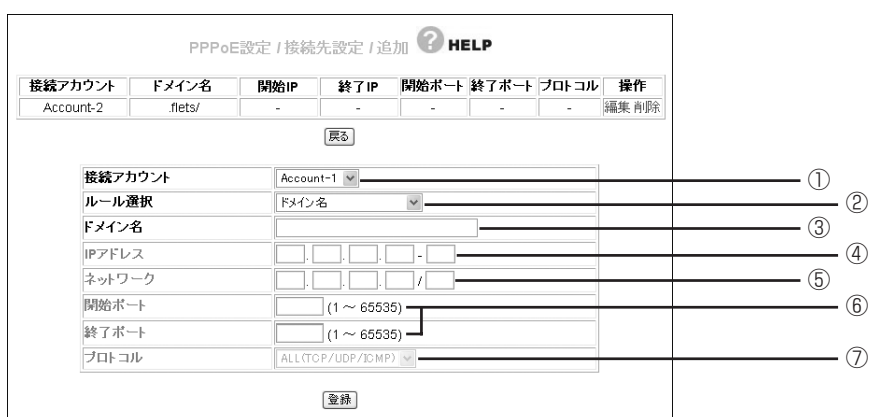 PPPoE設定 / 接続先設定 / 追加 ? HELP
接続アカウント ドメイン名 開始IP 終了IP 開始ポート 終了ポート プロトコル 操作
Account-2 .flets/ - - - - - 編集 削除
戻る
接続アカウント Account-1 ①
ルール選択 ドメイン名 ②
ドメイン名 ③
IPアドレス . . . - ④
ネットワーク . . . / ⑤
開始ポート (1 ～ 65535) ⑥
終了ポート (1 ～ 65535)
プロトコル ALL(TCP/UDP/ICMP) ⑦
登録